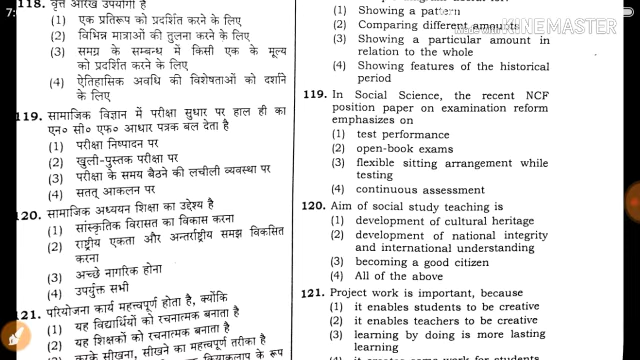 7:
118. वृत्त आरेख उपयोगी है
(1) एक प्रतिरूप को प्रदर्शित करने के लिए
(2) विभिन्न मात्राओं की तुलना करने के लिए
(3) समग्र के सम्बन्ध में किसी एक के मूल्य
को प्रदर्शित करने के लिए
(4) ऐतिहासिक अवधि की विशेषताओं को दर्शाने
के लिए
119. सामाजिक विज्ञान में परीक्षा सुधार पर हाल ही का
एन० सी० एफ० आधार पत्रक बल देता है
(1) परीक्षा निष्पादन पर
(2) खुली-पुस्तक परीक्षा पर
(3) परीक्षा के समय बैठने की लचीली व्यवस्था पर
(4) सतत् आकलन पर
120. सामाजिक अध्ययन शिक्षा का उद्देश्य है
(1) सांस्कृतिक विरासत का विकास करना
(2) राष्ट्रीय एकता और अन्तर्राष्ट्रीय समझ विकसित
करना
(3) अच्छे नागरिक होना
(4) उपर्युक्त सभी
121. परियोजना कार्य महत्त्वपूर्ण होता है, क्योंकि
(1) यह विद्यार्थियों को रचनात्मक बनाता है
(2) यह शिक्षकों को रचनात्मक बनाता है
(3) करके सीखना, सीखने का महत्त्वपूर्ण तरीका है
के रूप
(1) Showing a pattern
(2) Comparing different amounts
(3) Showing a particular amount in
relation to the whole
(4) Showing features of the historical
period
119. In Social Science, the recent NCF
position paper on examination reform
emphasizes on
(1) test performance
(2) open-book exams
(3) flexible sitting arrangement while
testing
(4) continuous assessment
120. Aim of social study teaching is
(1) development of cultural heritage
(2) development of national integrity
and international understanding
(3) becoming a good citizen
(4) All of the above
121. Project work is important, because
(1) it enables students to be creative
(2) it enables teachers to be creative
(3) learning by doing is more lasting
learning
KINEMASTER